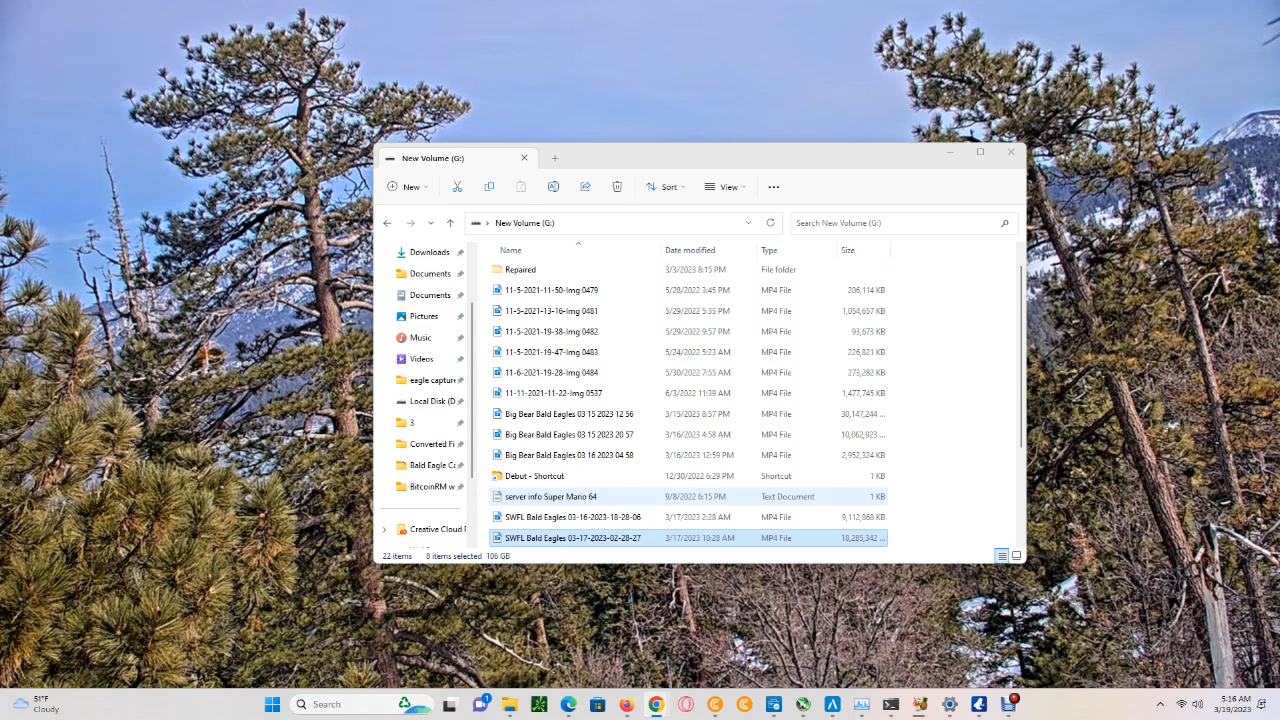 New Volume (G:)
New
Sort
View
New Volume (G:)
Search New Volume (G:)
Downloads
Documents
Documents
Pictures
Music
Videos
eagle capture
Local Disk (D
3
Converted Fi
Bald Eagle Ca
BitcoinRM w
Creative Cloud F
Name Date modified Type Size
Repaired 3/3/2023 8:15 PM File folder
11-5-2021-11-50-Img 0479 5/28/2022 3:45 PM MP4 File 206,114 KB
11-5-2021-13-16-Img 0481 5/29/2022 5:35 PM MP4 File 1,054,657 KB
11-5-2021-19-38-Img 0482 5/29/2022 9:57 PM MP4 File 93,673 KB
11-5-2021-19-47-Img 0483 5/24/2022 5:23 AM MP4 File 226,821 KB
11-6-2021-19-28-Img 0484 5/30/2022 7:55 AM MP4 File 273,282 KB
11-11-2021-11-22-Img 0537 6/3/2022 11:39 AM MP4 File 1,477,745 KB
Big Bear Bald Eagles 03 15 2023 12 56 3/15/2023 8:57 PM MP4 File 30,147,244 ...
Big Bear Bald Eagles 03 15 2023 20 57 3/16/2023 4:58 AM MP4 File 10,062,923 ...
Big Bear Bald Eagles 03 16 2023 04 58 3/16/2023 12:59 PM MP4 File 2,952,324 KB
Debut - Shortcut 12/30/2022 6:29 PM Shortcut 1 KB
server info Super Mario 64 9/8/2022 6:15 PM Text Document 1 KB
SWFL Bald Eagles 03-16-2023-18-28-06 3/17/2023 2:28 AM MP4 File 9,112,868 KB
SWFL Bald Eagles 03-17-2023-02-28-27 3/17/2023 10:28 AM MP4 File 18,285,342 ...
22 items 8 items selected 106 GB
51°F
Cloudy
Search
1
5:16 AM
3/19/2023